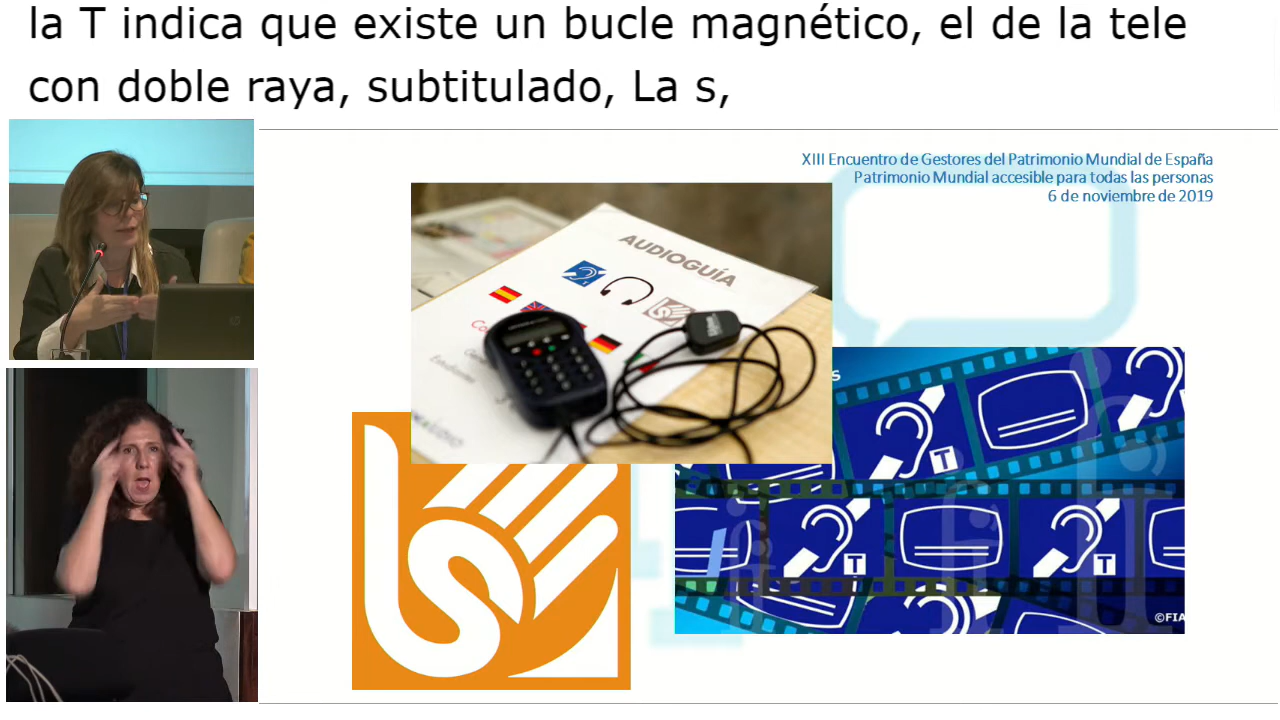 la T indica que existe un bucle magnético, el de la tele
con doble raya, subtitulado, La s,
XIII Encuentro de Gestores del Patrimonio Mundial de España
Patrimonio Mundial accesible para todas las personas
6 de noviembre de 2019
AUDIOGUÍA
T
T
T
©FIA